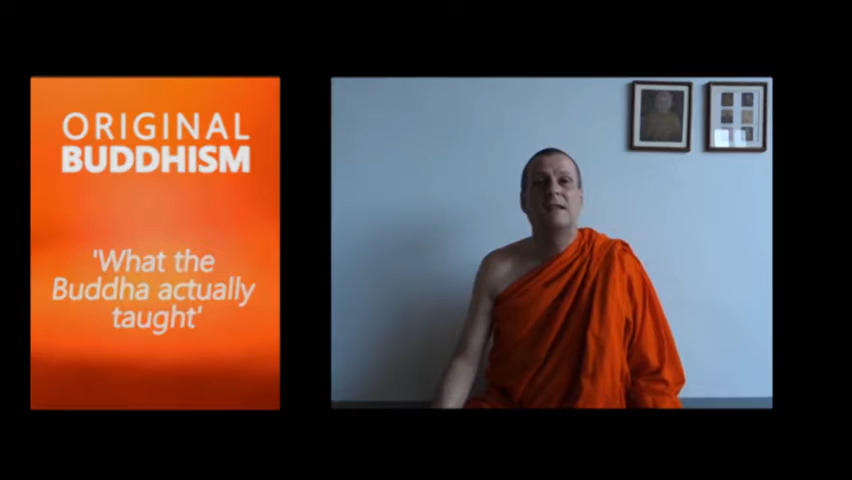 ORIGINAL
BUDDHISM
'What the
Buddha actually
taught'